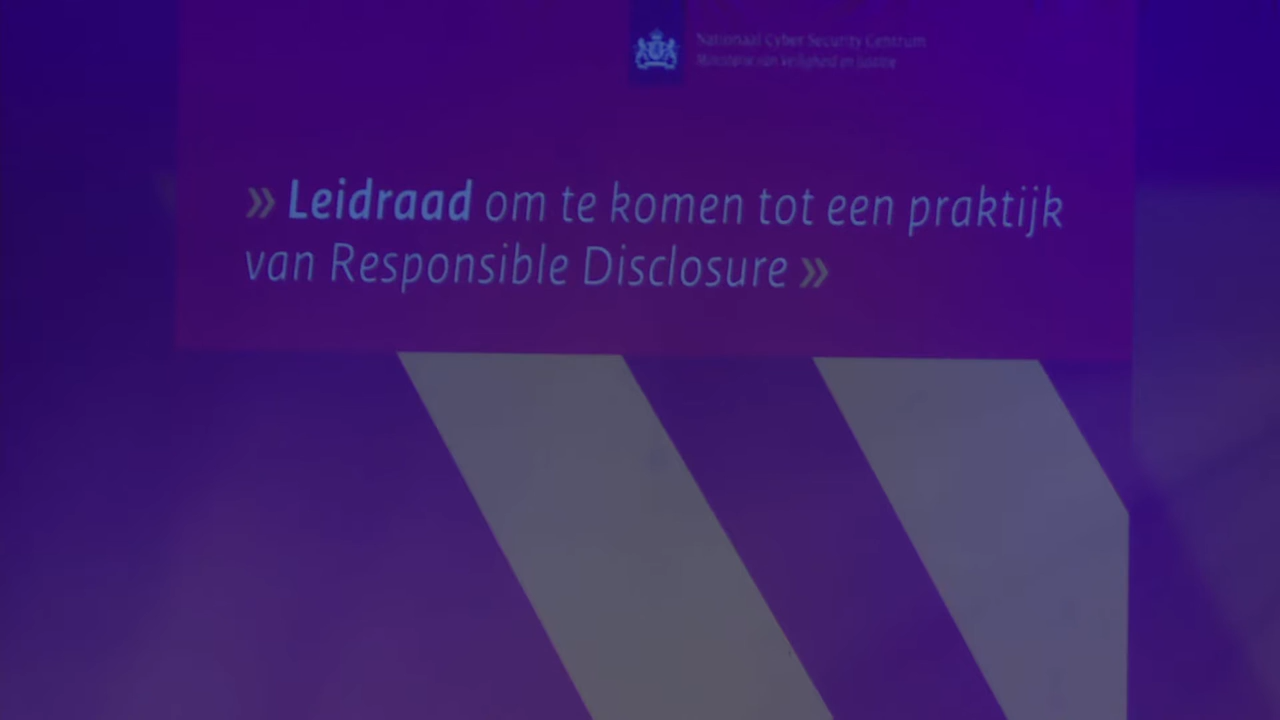 Nationaal Cyber Security Centrum
Ministerie van Veiligheid en Justitie
» Leidraad om te komen tot een praktijk
van Responsible Disclosure »